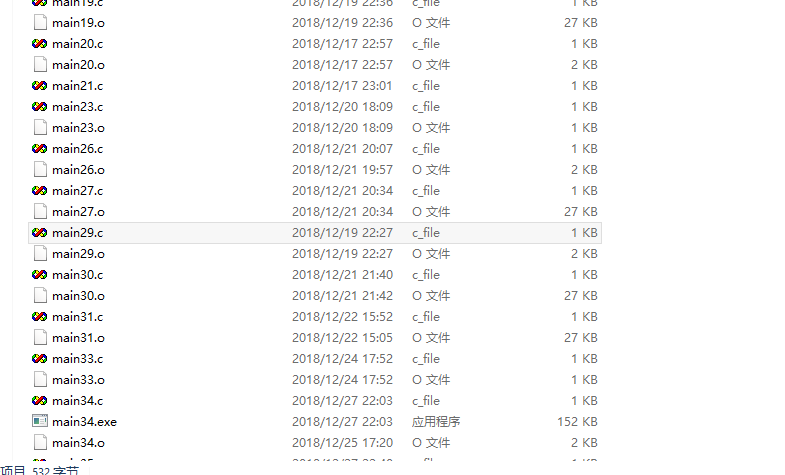 main19.c 2018/12/19 22:36 c_file 1 KB
main19.o 2018/12/19 22:36 O 文件 27 KB
main20.c 2018/12/17 22:57 c_file 1 KB
main20.o 2018/12/17 22:57 O 文件 2 KB
main21.c 2018/12/17 23:01 c_file 1 KB
main23.c 2018/12/20 18:09 c_file 1 KB
main23.o 2018/12/20 18:09 O 文件 1 KB
main26.c 2018/12/21 20:07 c_file 1 KB
main26.o 2018/12/21 19:57 O 文件 2 KB
main27.c 2018/12/21 20:34 c_file 1 KB
main27.o 2018/12/21 20:34 O 文件 27 KB
main29.c 2018/12/19 22:27 c_file 1 KB
main29.o 2018/12/19 22:27 O 文件 2 KB
main30.c 2018/12/21 21:40 c_file 1 KB
main30.o 2018/12/21 21:42 O 文件 27 KB
main31.c 2018/12/22 15:52 c_file 1 KB
main31.o 2018/12/22 15:05 O 文件 27 KB
main33.c 2018/12/24 17:52 c_file 1 KB
main33.o 2018/12/24 17:52 O 文件 1 KB
main34.c 2018/12/27 22:03 c_file 1 KB
main34.exe 2018/12/27 22:03 应用程序 152 KB
main34.o 2018/12/25 17:20 O 文件 2 KB
项目 532 字节